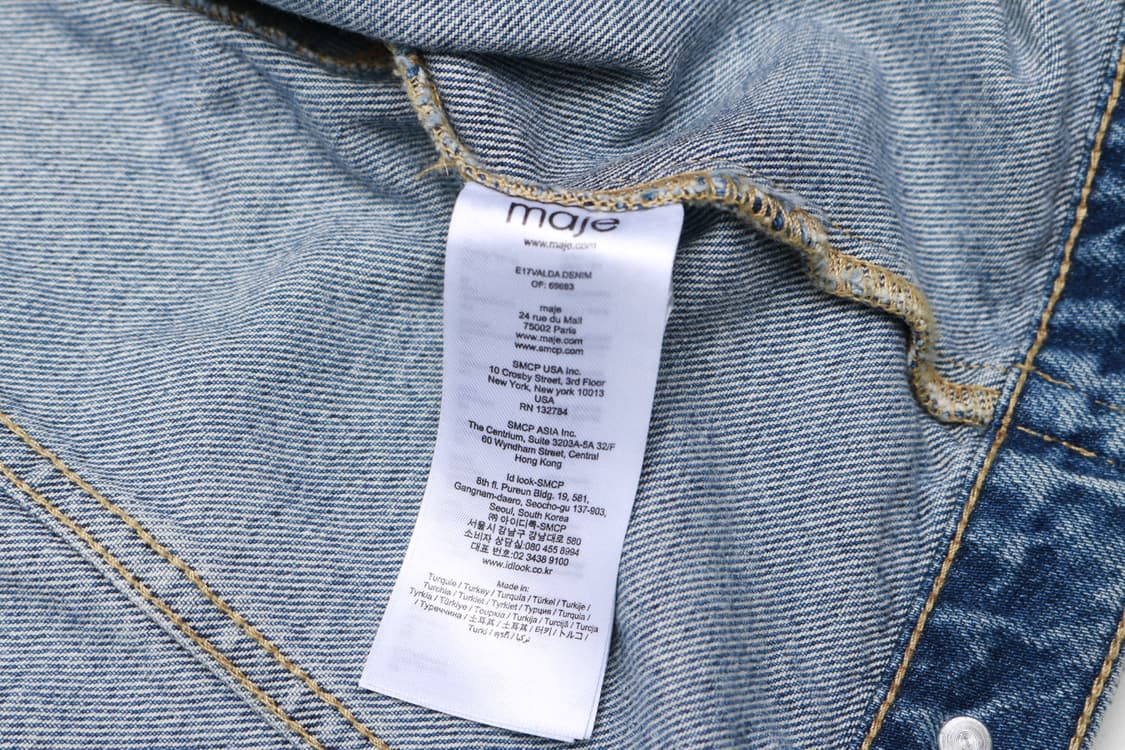 maje
www.maje.com
E17VALDA DENIM
OF: 69683
maje
24 rue du Mail
75002 Paris
www.maje.com
www.smcp.com
SMCP USA Inc.
10 Crosby Street, 3rd Floor
New York, New york 10013
USA
RN 132784
SMCP ASIA Inc.
The Centrium, Suite 3203A-5A 32/F
60 Wyndham Street, Central
Hong Kong
Id look-SMCP
8th fl. Pureun Bldg. 19, 581,
Gangnam-daero, Seocho-gu 137-903,
Seoul, South Korea
㈜ 아이디룩-SMCP
서울시 강남구 강남대로 580
소비자 상담실:080 455 8994
대표 번호:02 3438 9100
www.idlook.co.kr
Made in:
Turquie / Turkey / Turquía / Türkei / Turkije /
Turchia / Turkiet / Tyrkiet / Турция / Turquia /
Tyrkia / Türkiye / Τουρκία / Turkija / Turcija / Turcja
/ Туреччина / 土耳其 / 土耳其 / 터키 / トルコ /
Turki / ตุรกี / تركيا